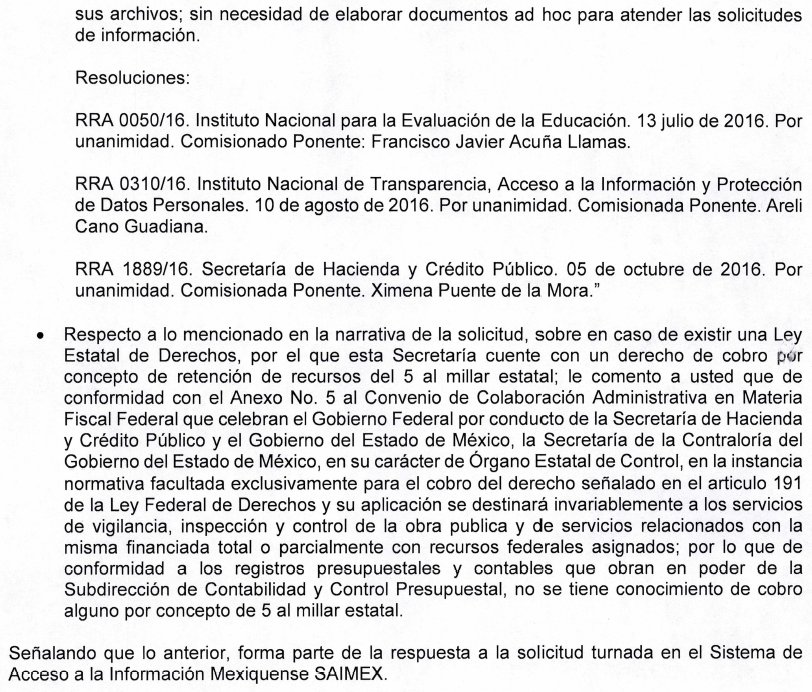 sus archivos; sin necesidad de elaborar documentos ad hoc para atender las solicitudes
de información.
Resoluciones:
RRA 0050/16. Instituto Nacional para la Evaluación de la Educación. 13 julio de 2016. Por
unanimidad. Comisionado Ponente: Francisco Javier Acuña Llamas.
RRA 0310/16. Instituto Nacional de Transparencia, Acceso a la Información y Protección
de Datos Personales. 10 de agosto de 2016. Por unanimidad. Comisionada Ponente. Areli
Cano Guadiana.
RRA 1889/16. Secretaría de Hacienda y Crédito Público. 05 de octubre de 2016. Por
unanimidad. Comisionada Ponente. Ximena Puente de la Mora.”
• Respecto a lo mencionado en la narrativa de la solicitud, sobre en caso de existir una Ley
Estatal de Derechos, por el que esta Secretaría cuente con un derecho de cobro por
concepto de retención de recursos del 5 al millar estatal; le comento a usted que de
conformidad con el Anexo No. 5 al Convenio de Colaboración Administrativa en Materia
Fiscal Federal que celebran el Gobierno Federal por conducto de la Secretaría de Hacienda
y Crédito Público y el Gobierno del Estado de México, la Secretaría de la Contraloría del
Gobierno del Estado de México, en su carácter de Órgano Estatal de Control, en la instancia
normativa facultada exclusivamente para el cobro del derecho señalado en el articulo 191
de la Ley Federal de Derechos y su aplicación se destinará invariablemente a los servicios
de vigilancia, inspección y control de la obra publica y de servicios relacionados con la
misma financiada total o parcialmente con recursos federales asignados; por lo que de
conformidad a los registros presupuestales y contables que obran en poder de la
Subdirección de Contabilidad y Control Presupuestal, no se tiene conocimiento de cobro
alguno por concepto de 5 al millar estatal.
Señalando que lo anterior, forma parte de la respuesta a la solicitud turnada en el Sistema de
Acceso a la Información Mexiquense SAIMEX.